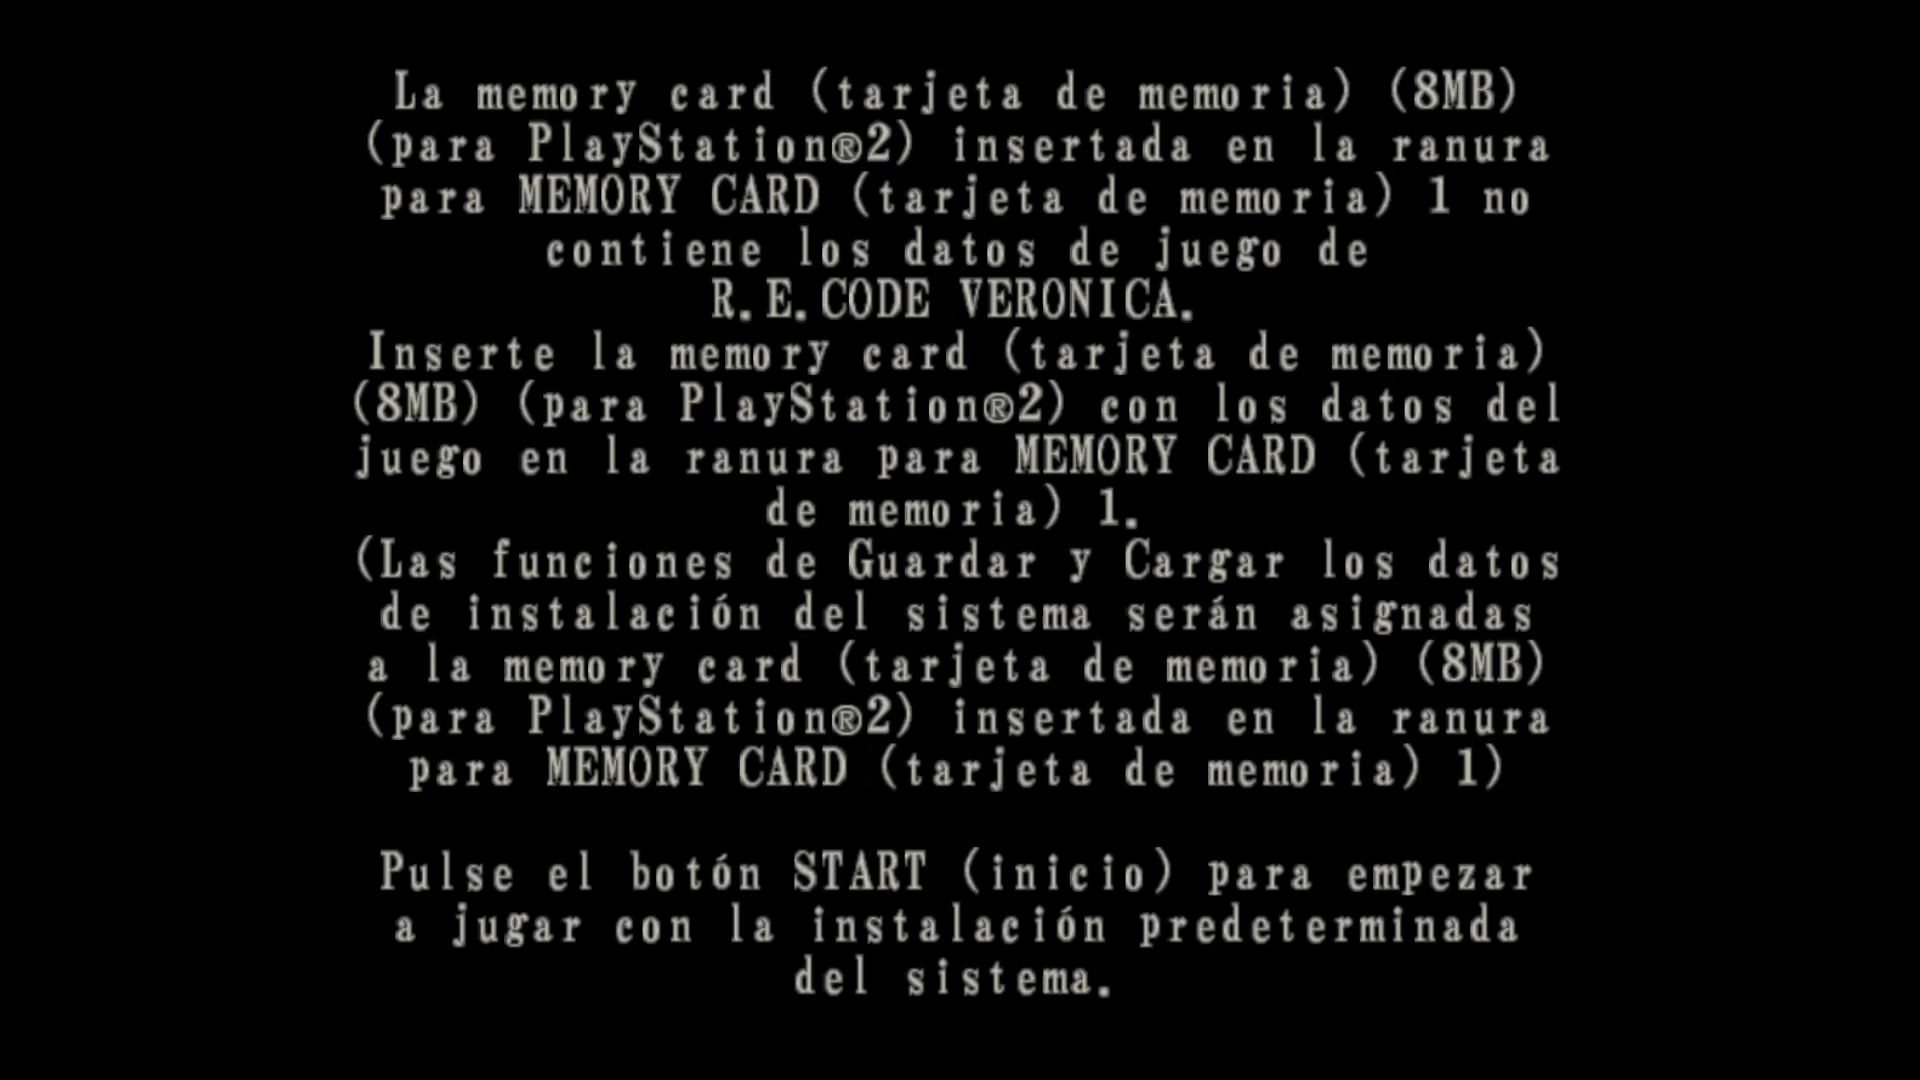 La memory card (tarjeta de memoria) (8MB)
(para PlayStation®2) insertada en la ranura
para MEMORY CARD (tarjeta de memoria) 1 no
contiene los datos de juego de
R.E.CODE VERONICA.
Inserte la memory card (tarjeta de memoria)
(8MB) (para PlayStation®2) con los datos del
juego en la ranura para MEMORY CARD (tarjeta
de memoria) 1.
(Las funciones de Guardar y Cargar los datos
de instalación del sistema serán asignadas
a la memory card (tarjeta de memoria) (8MB)
(para PlayStation®2) insertada en la ranura
para MEMORY CARD (tarjeta de memoria) 1)
Pulse el botón START (inicio) para empezar
a jugar con la instalación predeterminada
del sistema.